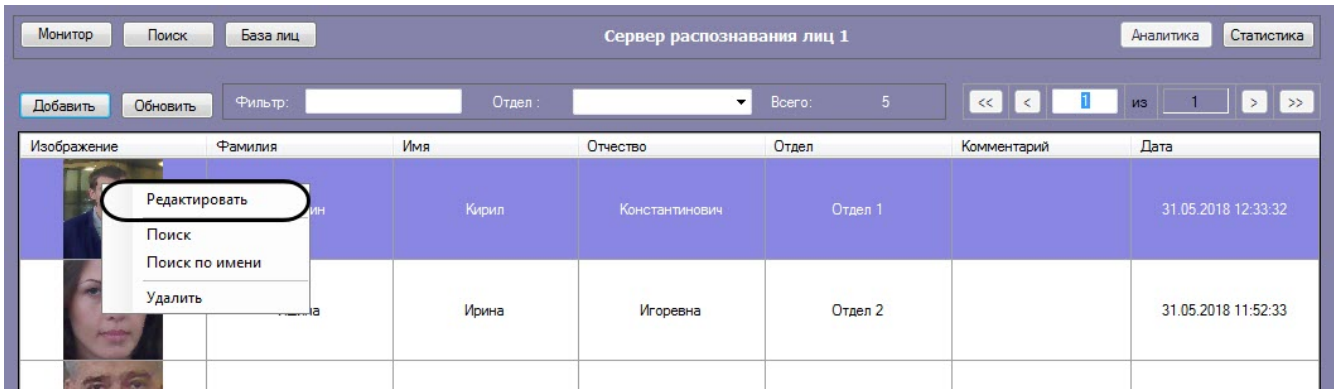 Монитор Поиск База лиц Сервер распознавания лиц 1 Аналитика Статистика
Добавить Обновить Фильтр: Отдел : Всего: 5 << < 1 из 1 > >>
Изображение Фамилия Имя Отчество Отдел Комментарий Дата
Редактировать
Кирил Константинович Отдел 1 31.05.2018 12:33:32
Поиск
Поиск по имени
Удалить
Ирина Игоревна Отдел 2 31.05.2018 11:52:33